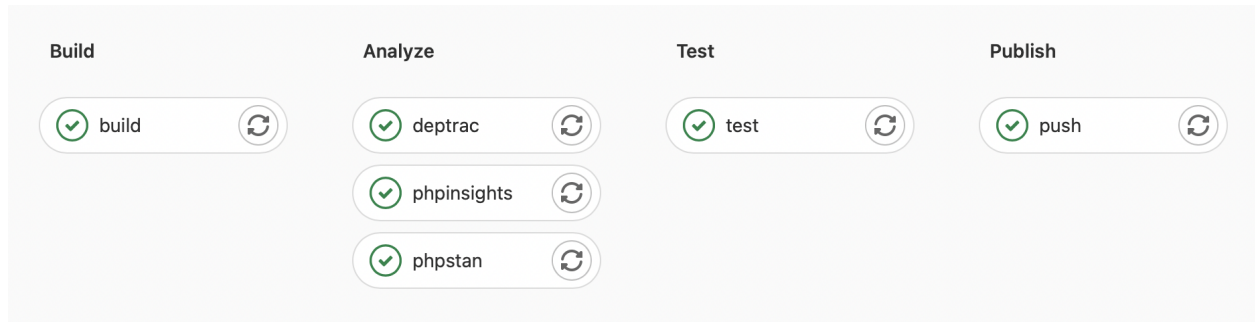 Build
build
Analyze
deptrac
phpinsights
phpstan
Test
test
Publish
push